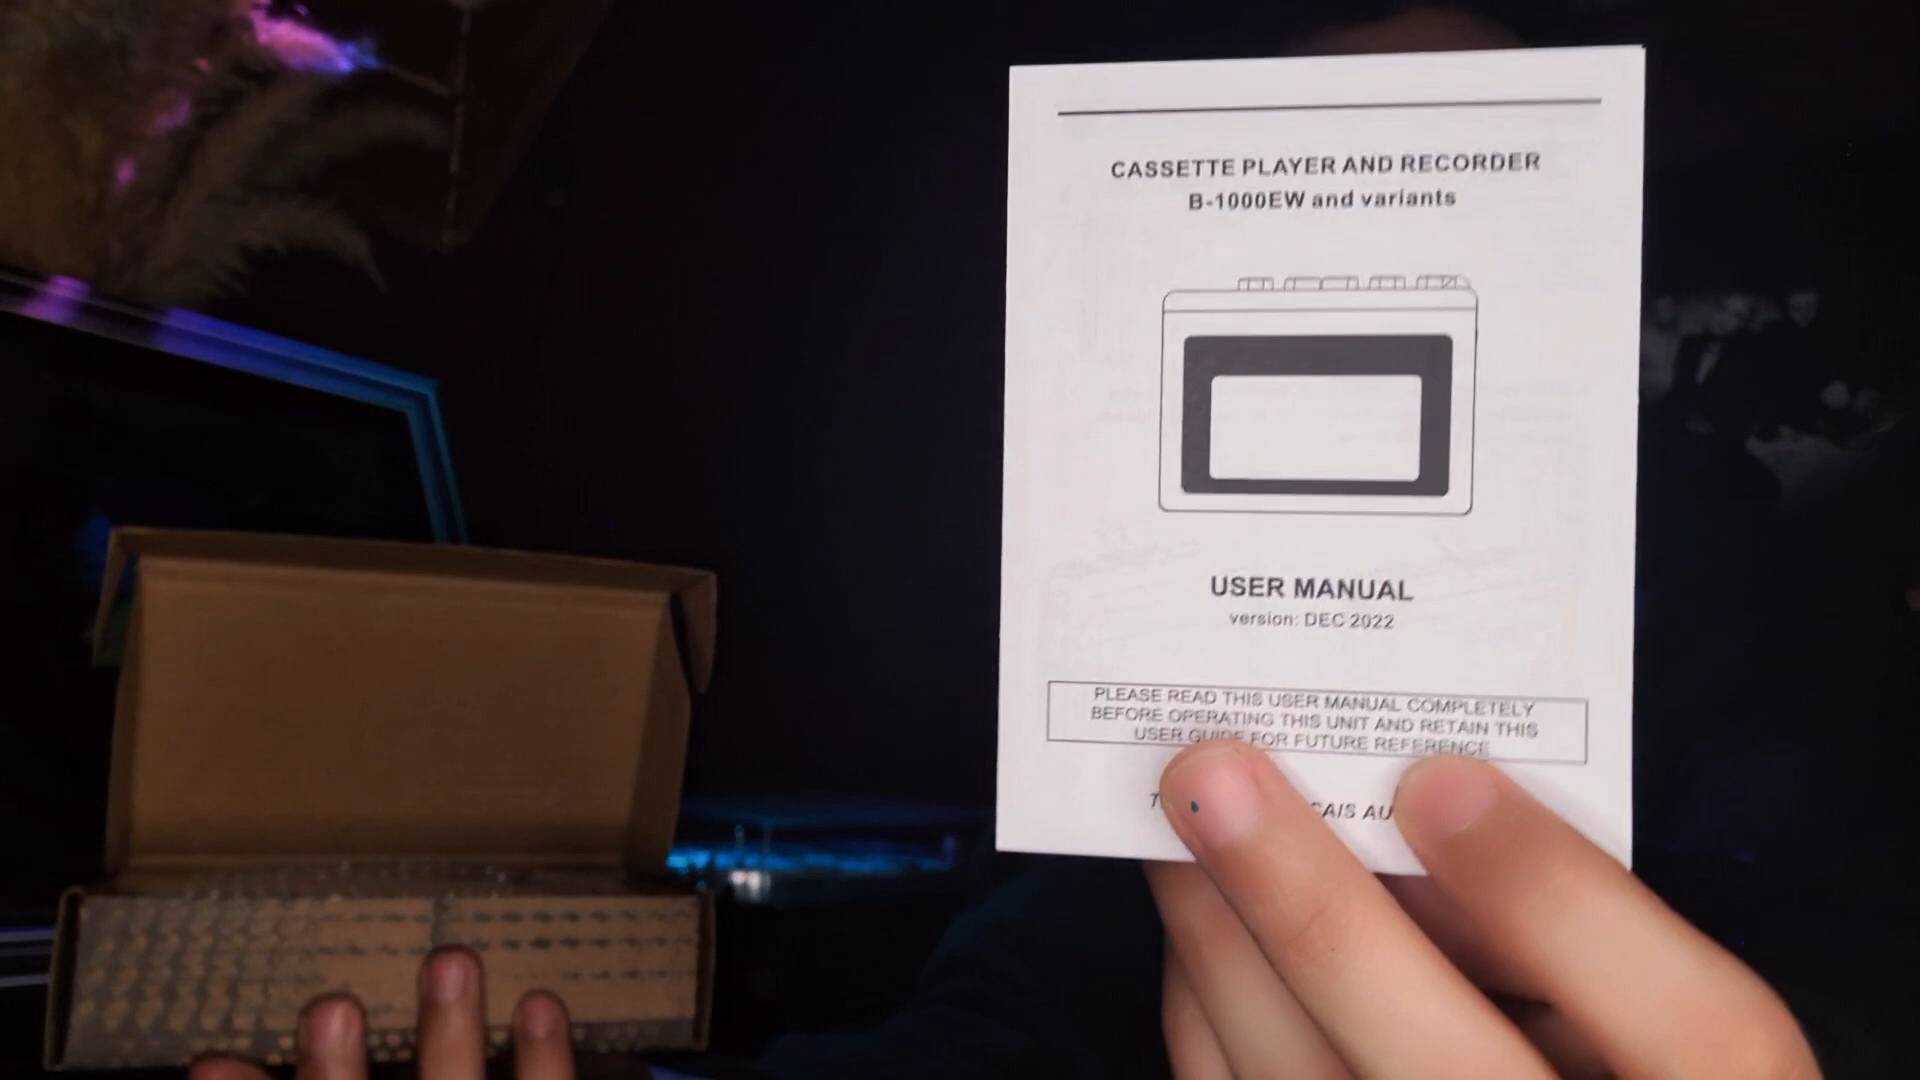 CASSETTE PLAYER AND RECORDER
B-1000EW and variants
USER MANUAL
version: DEC 2022
PLEASE READ THIS USER MANUAL COMPLETELY
BEFORE OPERATING THIS UNIT AND RETAIN THIS
USER GUIDE FOR FUTURE REFERENCE
AU